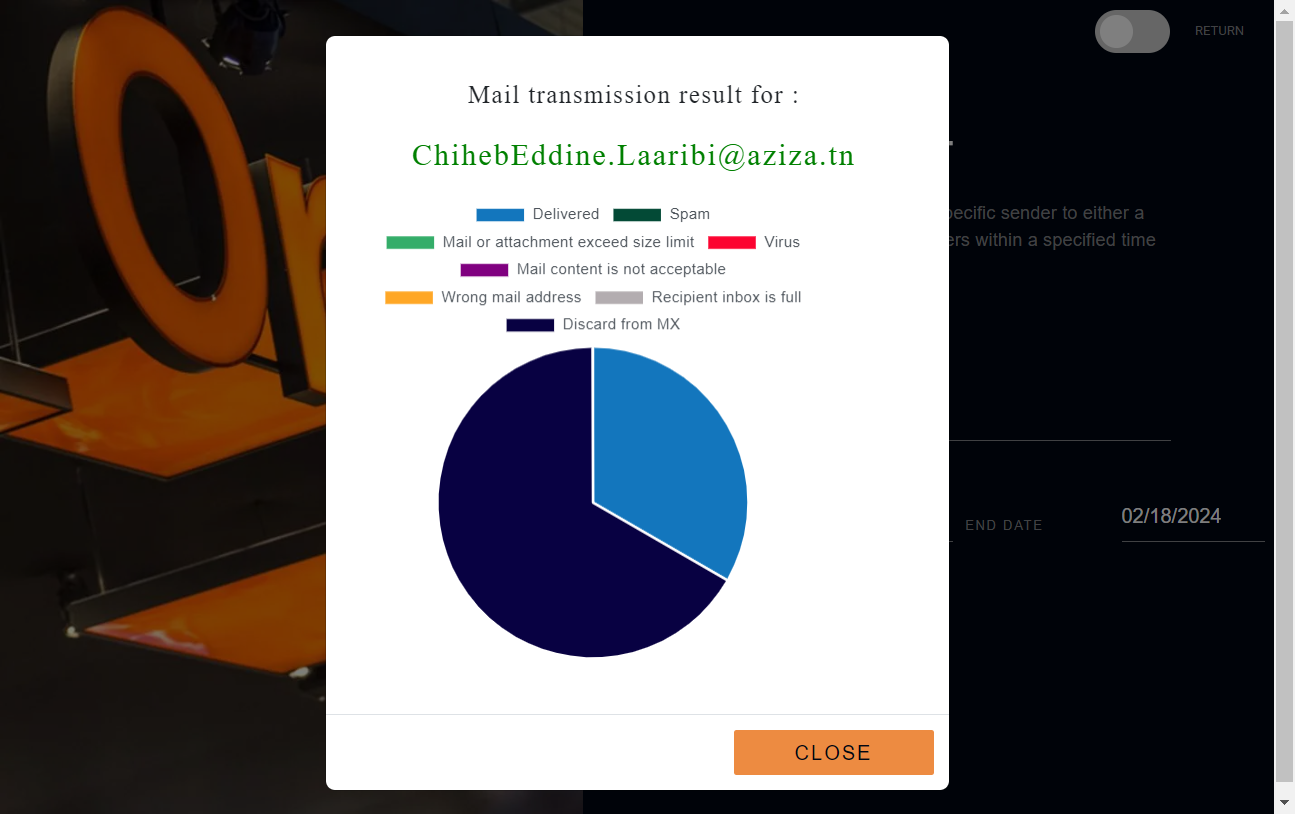 RETURN
Mail transmission result for :
ChihebEddine.Laaribi@aziza.tn
Delivered Spam
Mail or attachment exceed size limit Virus
Mail content is not acceptable
Wrong mail address Recipient inbox is full
Discard from MX
sender to either a
within a specified time
END DATE 02/18/2024
CLOSE